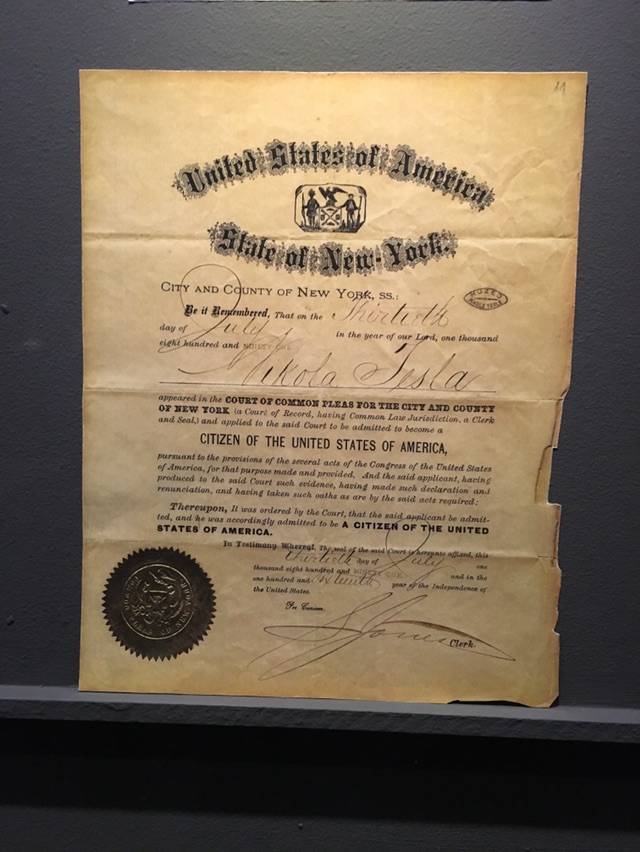 11
United States of America,
State of New-York.
CITY AND COUNTY OF NEW YORK, SS.:
Be it Remembered, That on the Thirtieth
day of July in the year of our Lord, one thousand
eight hundred and NINETY ONE
Nikola Tesla
appeared in the COURT OF COMMON PLEAS FOR THE CITY AND COUNTY
OF NEW YORK (a Court of Record, having Common Law Jurisdiction, a Clerk
and Seal,) and applied to the said Court to be admitted to become a
CITIZEN OF THE UNITED STATES OF AMERICA,
pursuant to the provisions of the several acts of the Congress of the United States
of America, for that purpose made and provided. And the said applicant, having
produced to the said Court such evidence, having made such declaration and
renunciation, and having taken such oaths as are by the said acts required:
Thereupon, It was ordered by the Court, that the said applicant be admit-
ted, and he was accordingly admitted to be A CITIZEN OF THE UNITED
STATES OF AMERICA.
In Testimony Whereof, The seal of the said Court is hereunto affixed, this
thirtieth day of July one
thousand eight hundred and NINETY ONE and in the
one hundred and sixteenth year of the Independence of
the United States.
Per Curiam,
S Jones
Clerk.